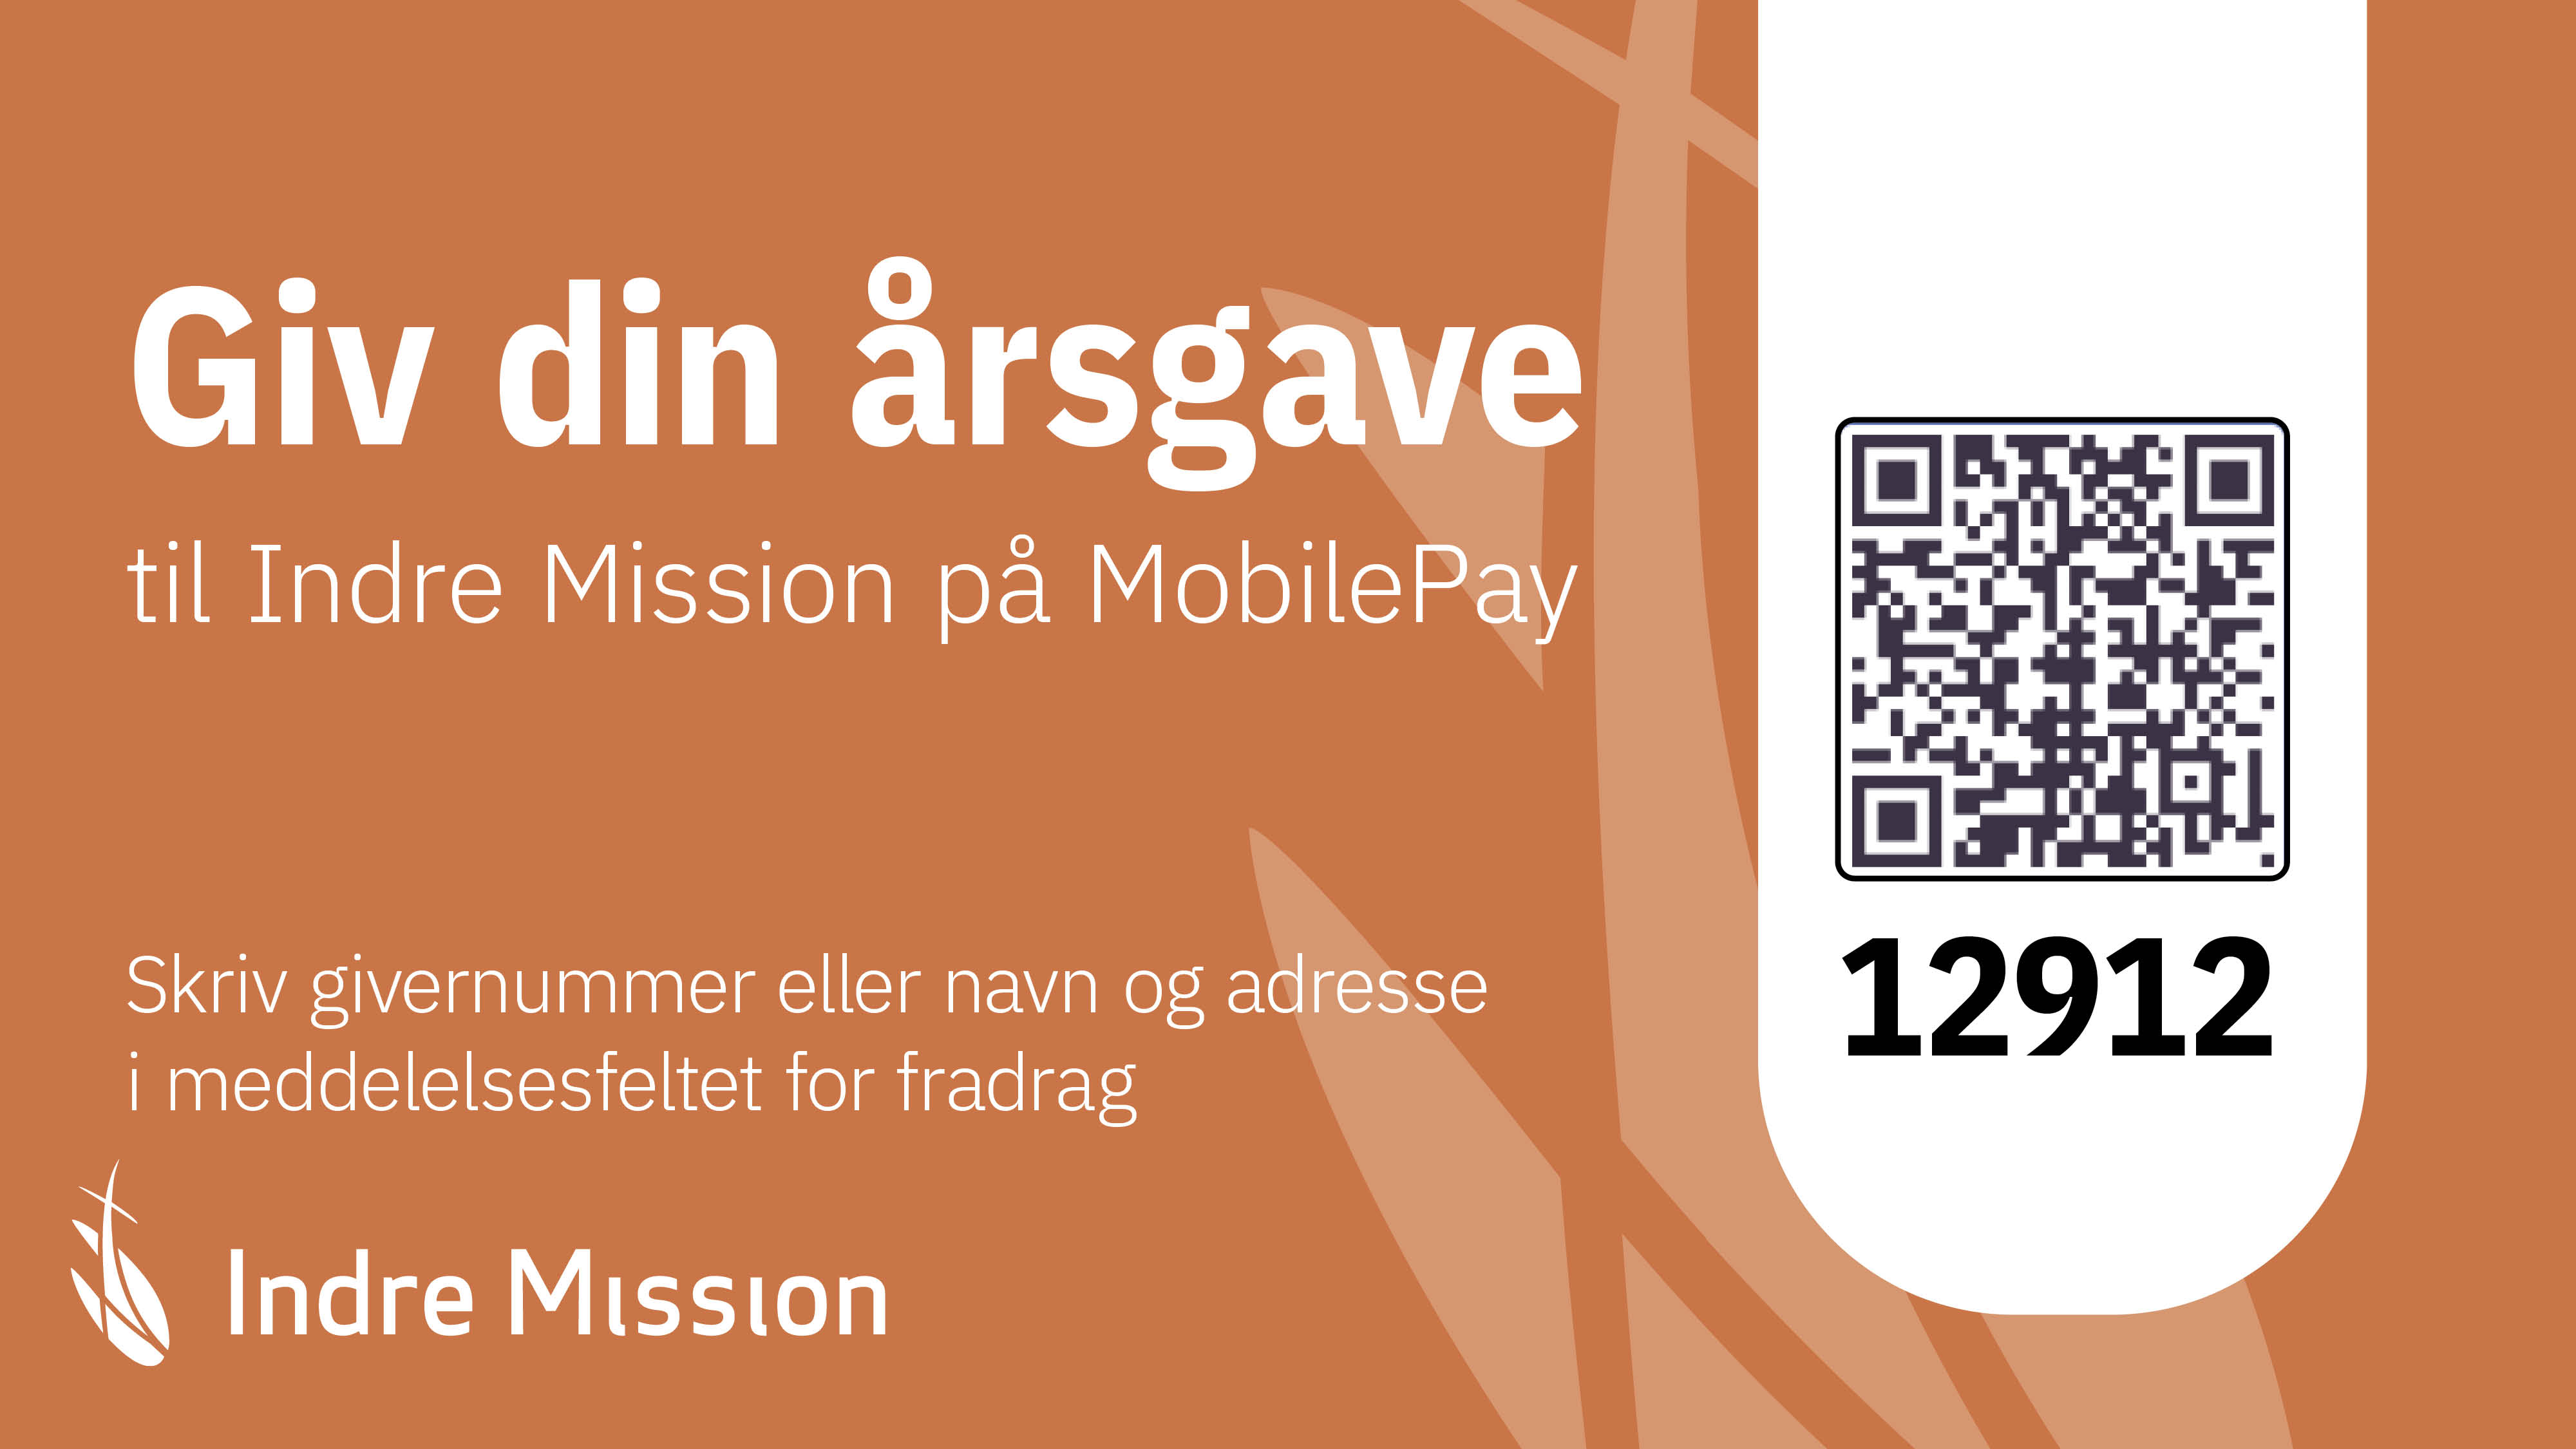 Giv din årsgave
til Indre Mission på MobilePay
Skriv givernummer eller navn og adresse
i meddelelsesfeltet for fradrag
Indre Mission
12912